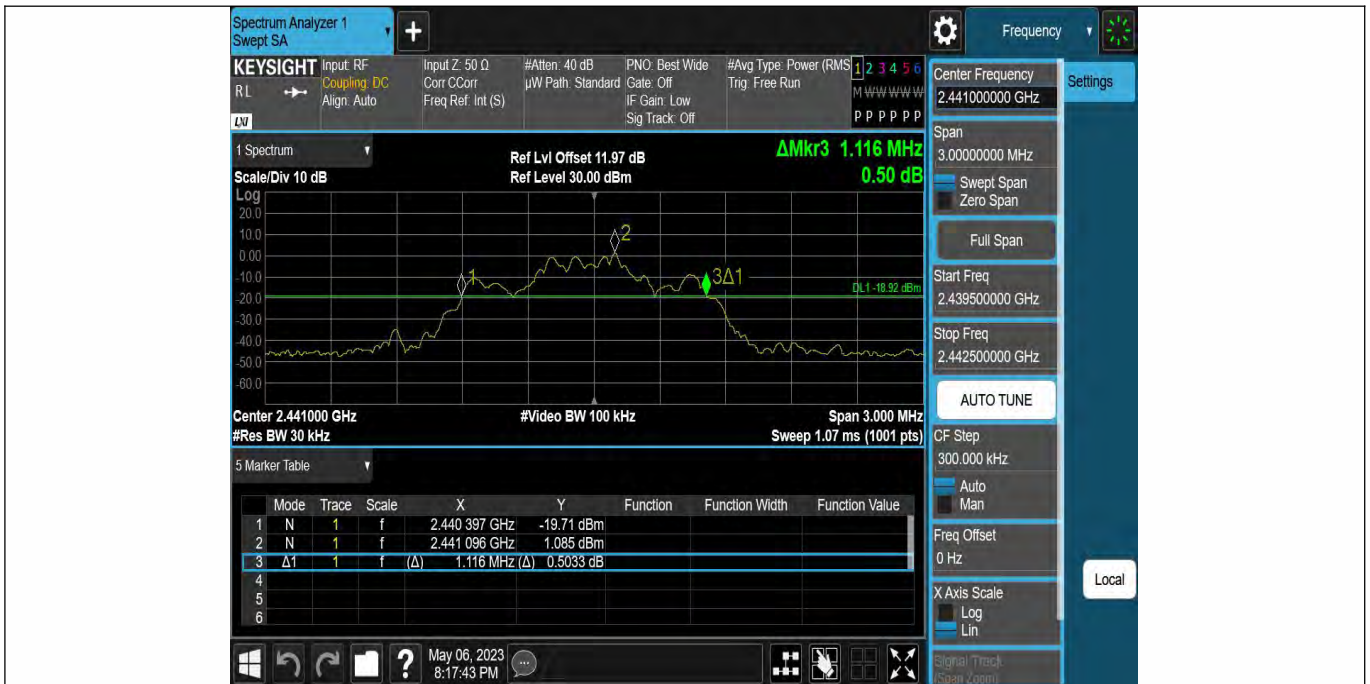 Spectrum Analyzer 1
Swept SA
Frequency
KEYSIGHT
RL
LXI
Input: RF
Coupling: DC
Align: Auto
Input Z: 50 Ω
Corr CCorr
Freq Ref: Int (S)
#Atten: 40 dB
µW Path: Standard
PNO: Best Wide
Gate: Off
IF Gain: Low
Sig Track: Off
#Avg Type: Power (RMS
Trig: Free Run
1 2 3 4 5 6
M W W W W W
P P P P P P
1 Spectrum
Scale/Div 10 dB
Ref Lvl Offset 11.97 dB
Ref Level 30.00 dBm
ΔMkr3 1.116 MHz
0.50 dB
Log
20.0
10.0
0.00
-10.0
-20.0
-30.0
-40.0
-50.0
-60.0
1
2
3Δ1
DL1 -18.92 dBm
Center 2.441000 GHz
#Video BW 100 kHz
Span 3.000 MHz
#Res BW 30 kHz
Sweep 1.07 ms (1001 pts)
5 Marker Table
Mode Trace Scale X Y Function Function Width Function Value
1 N 1 f 2.440 397 GHz -19.71 dBm
2 N 1 f 2.441 096 GHz 1.085 dBm
3 Δ1 1 f (Δ) 1.116 MHz (Δ) 0.5033 dB
4
5
6
May 06, 2023
8:17:43 PM
Center Frequency
2.441000000 GHz
Settings
Span
3.00000000 MHz
Swept Span
Zero Span
Full Span
Start Freq
2.439500000 GHz
Stop Freq
2.442500000 GHz
AUTO TUNE
CF Step
300.000 kHz
Auto
Man
Freq Offset
0 Hz
X Axis Scale
Log
Lin
Signal Track
(Span Zoom)
Local